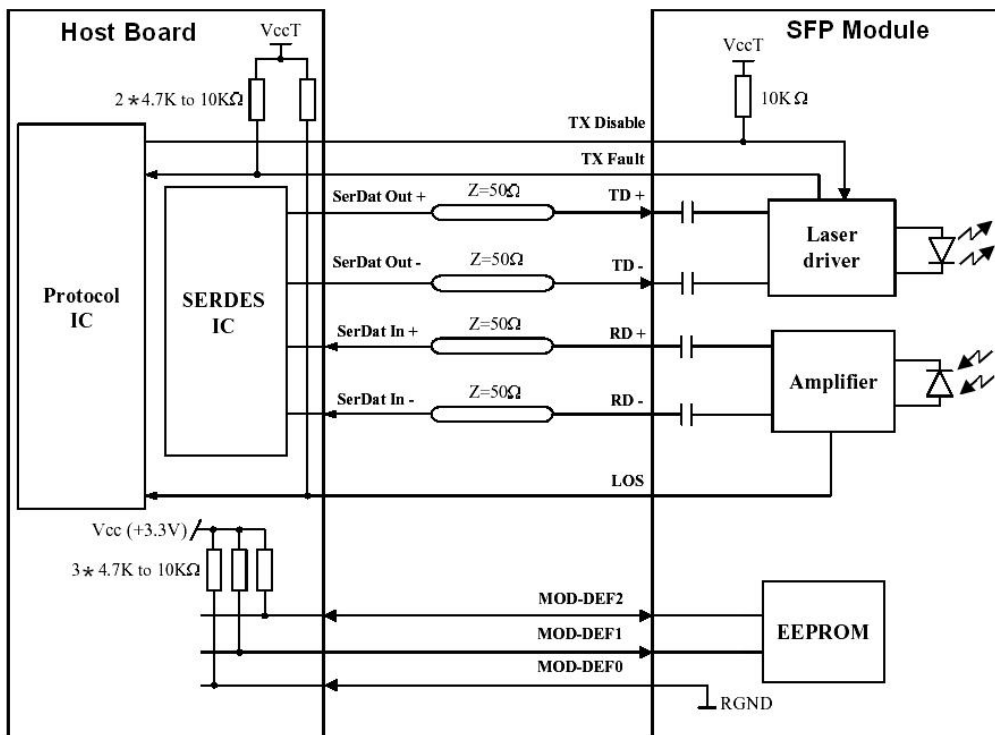 Host Board
SFP Module
VccT
VccT
2*4.7K to 10KΩ
10KΩ
TX Disable
TX Fault
SerDat Out +
Z=50Ω
TD +
SerDat Out -
Z=50Ω
TD -
Laser
driver
Protocol
IC
SERDES
IC
SerDat In +
Z=50Ω
RD +
SerDat In -
Z=50Ω
RD -
Amplifier
LOS
Vcc (+3.3V)
3*4.7K to 10KΩ
MOD-DEF2
MOD-DEF1
MOD-DEF0
EEPROM
RGND